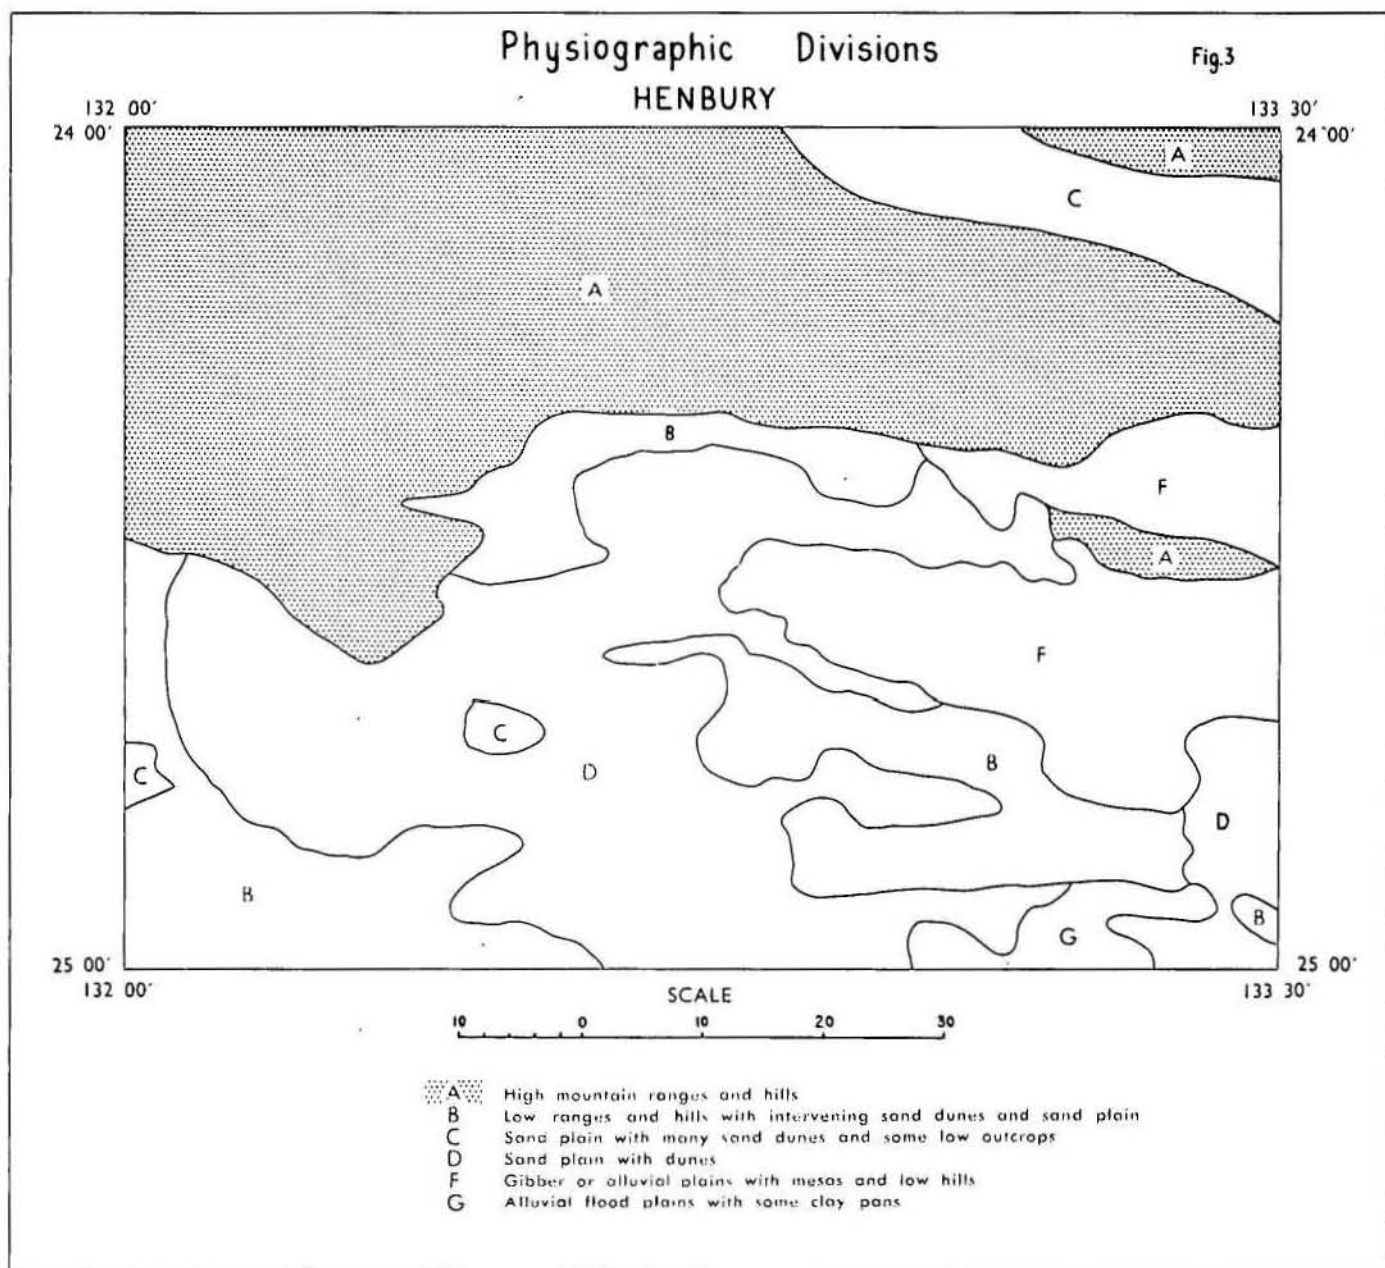 Physiographic Divisions
Fig.3
HENBURY
132 00'
133 30'
24 00'
24 °00'
A
C
A
B
F
A
F
C
B
D
C
D
B
B
G
25 00'
25 00'
132 00'
133 30'
SCALE
10 0 10 20 30
A High mountain ranges and hills
B Low ranges and hills with intervening sand dunes and sand plain
C Sand plain with many sand dunes and some low outcrops
D Sand plain with dunes
F Gibber or alluvial plains with mesas and low hills
G Alluvial flood plains with some clay pans